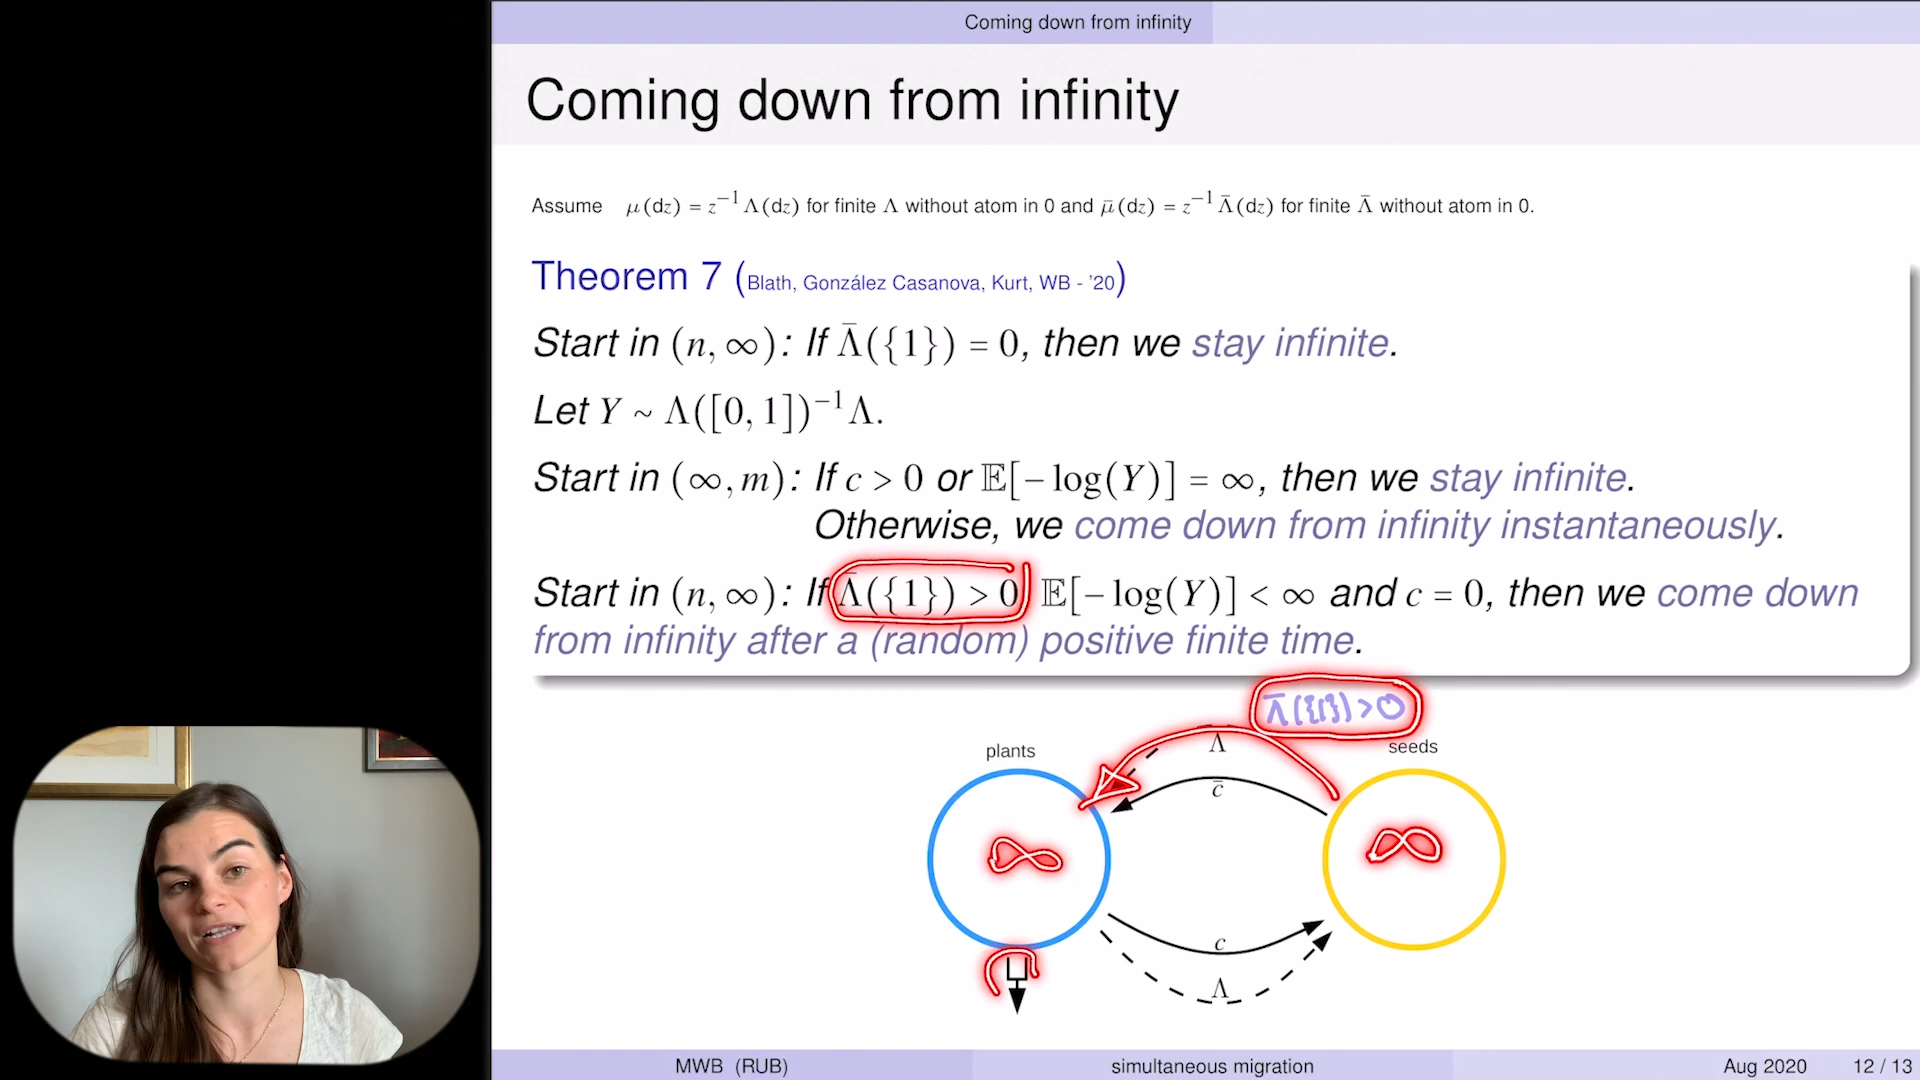 Coming down from infinity
Coming down from infinity
Assume μ(dz) = z⁻¹Λ(dz) for finite Λ without atom in 0 and μ̄(dz) = z⁻¹Λ̄(dz) for finite Λ̄ without atom in 0.
Theorem 7 (Blath, González Casanova, Kurt, WB - '20)
Start in (n, ∞): If Λ̄({1}) = 0, then we stay infinite.
Let Y ~ Λ([0, 1])⁻¹Λ.
Start in (∞, m): If c > 0 or 𝔼[−log(Y)] = ∞, then we stay infinite.
Otherwise, we come down from infinity instantaneously.
Start in (n, ∞): If Λ̄({1}) > 0 𝔼[−log(Y)] < ∞ and c = 0, then we come down
from infinity after a (random) positive finite time.
Λ̄({1}) > 0
plants
Λ̄
seeds
c̄
∞
∞
c
Λ
MWB (RUB)
simultaneous migration
Aug 2020
12 / 13